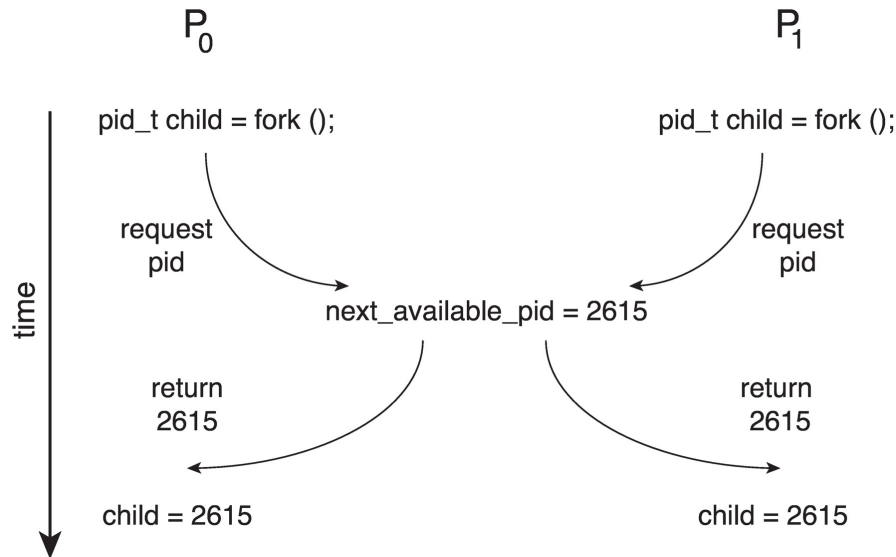 P0 P1
pid_t child = fork (); pid_t child = fork ();
request request
pid pid
next_available_pid = 2615
time
return return
2615 2615
child = 2615 child = 2615